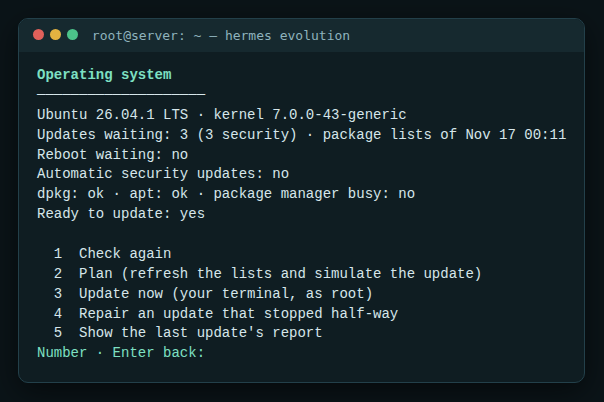 root@server: ~ — hermes evolution
Operating system
────────────────────
Ubuntu 26.04.1 LTS · kernel 7.0.0-43-generic
Updates waiting: 3 (3 security) · package lists of Nov 17 00:11
Reboot waiting: no
Automatic security updates: no
dpkg: ok · apt: ok · package manager busy: no
Ready to update: yes
1  Check again
2  Plan (refresh the lists and simulate the update)
3  Update now (your terminal, as root)
4  Repair an update that stopped half-way
5  Show the last update's report
Number · Enter back: